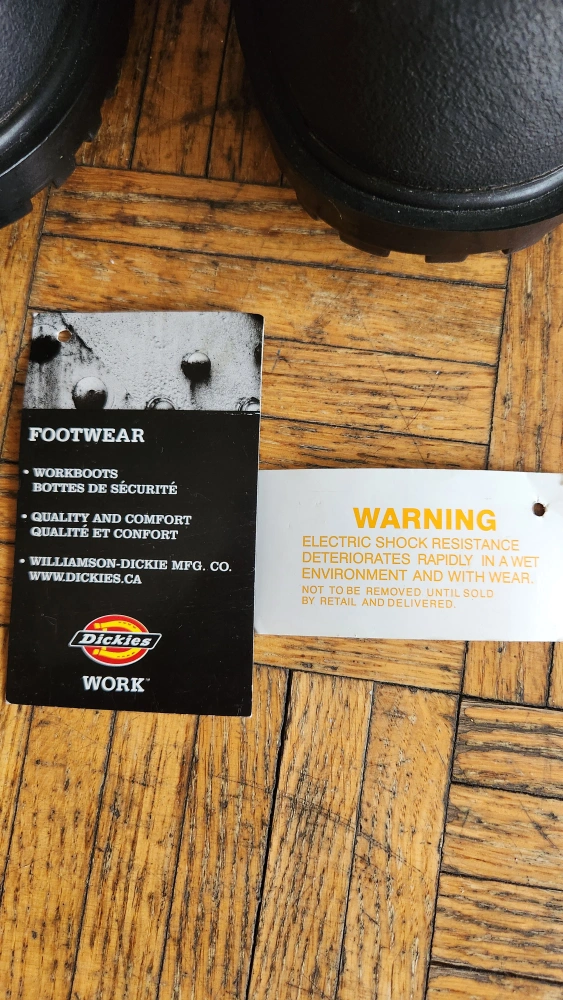 FOOTWEAR
• WORKBOOTS
BOTTES DE SÉCURITÉ
• QUALITY AND COMFORT
QUALITÉ ET CONFORT
• WILLIAMSON-DICKIE MFG. CO.
WWW.DICKIES.CA
Dickies
WORK™
WARNING
ELECTRIC SHOCK RESISTANCE
DETERIORATES RAPIDLY IN A WET
ENVIRONMENT AND WITH WEAR.
NOT TO BE REMOVED UNTIL SOLD
BY RETAIL AND DELIVERED.